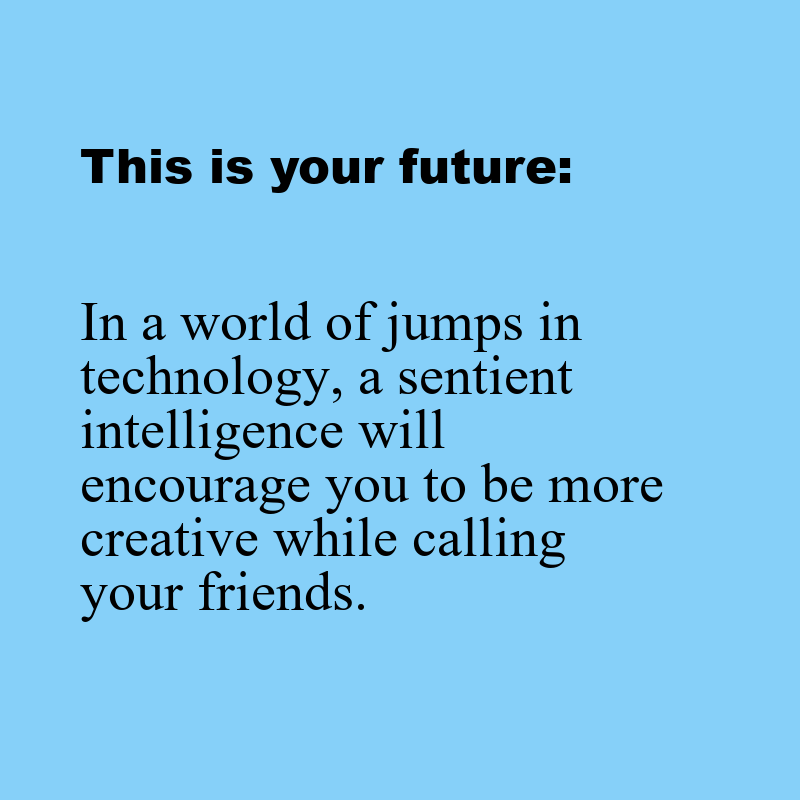 This is your future:
In a world of jumps in
technology, a sentient
intelligence will
encourage you to be more
creative while calling
your friends.